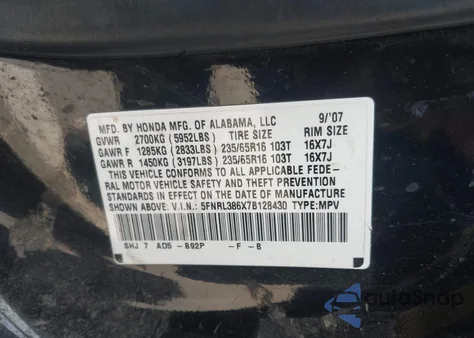 MFD. BY HONDA MFG. OF ALABAMA, LLC 9/'07
GVWR 2700KG (5952LBS) TIRE SIZE RIM SIZE
GAWR F 1285KG (2833LBS) 235/65R16 103T 16X7J
GAWR R 1450KG (3197LBS) 235/65R16 103T 16X7J
THIS VEHICLE CONFORMS TO ALL APPLICABLE FEDE-
RAL MOTOR VEHICLE SAFETY AND THEFT PREVENTION
STANDARDS IN EFFECT ON THE DATE OF MANUFACTURE
SHOWN ABOVE. V.I.N.: 5FNRL386X7B128430 TYPE:MPV
SHJ 7 AD5 -B92P -F -B
autoSnap